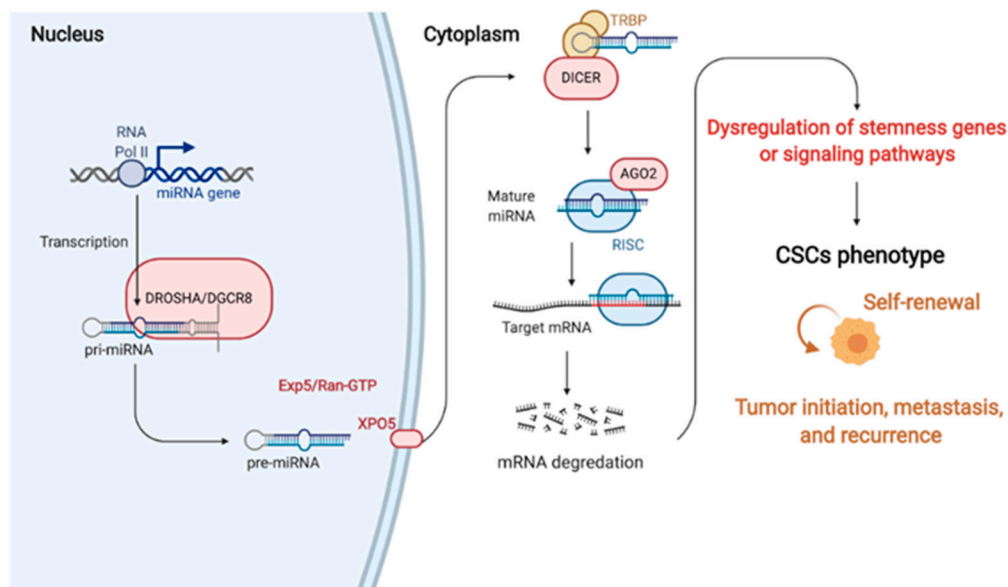 Nucleus
RNA
Pol II
miRNA gene
Transcription
DROSHA/DGCR8
pri-miRNA
Exp5/Ran-GTP
XPO5
pre-miRNA
Cytoplasm
TRBP
DICER
AGO2
Mature
miRNA
RISC
Target mRNA
mRNA degredation
Dysregulation of stemness genes
or signaling pathways
CSCs phenotype
Self-renewal
Tumor initiation, metastasis,
and recurrence